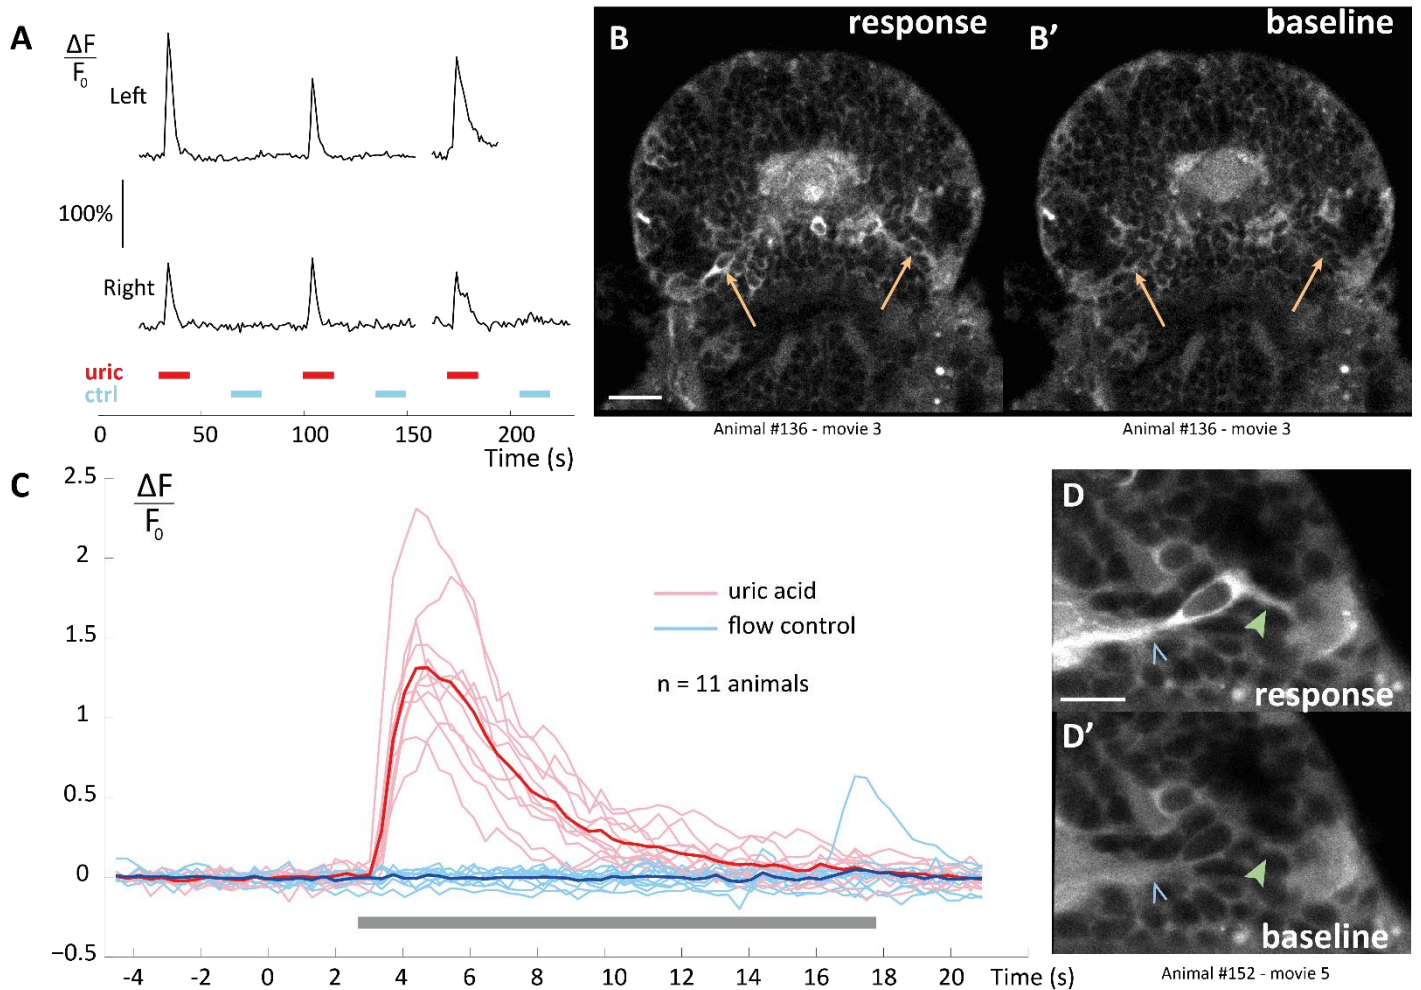 A
ΔF
F₀
Left
100%
Right
uric
ctrl
0 50 100 150 200
Time (s)
B response
B' baseline
Animal #136 - movie 3
Animal #136 - movie 3
C
ΔF
F₀
2.5
2
1.5
1
0.5
0
−0.5
uric acid
flow control
n = 11 animals
-4 -2 0 2 4 6 8 10 12 14 16 18 20 Time (s)
D
response
D'
baseline
Animal #152 - movie 5